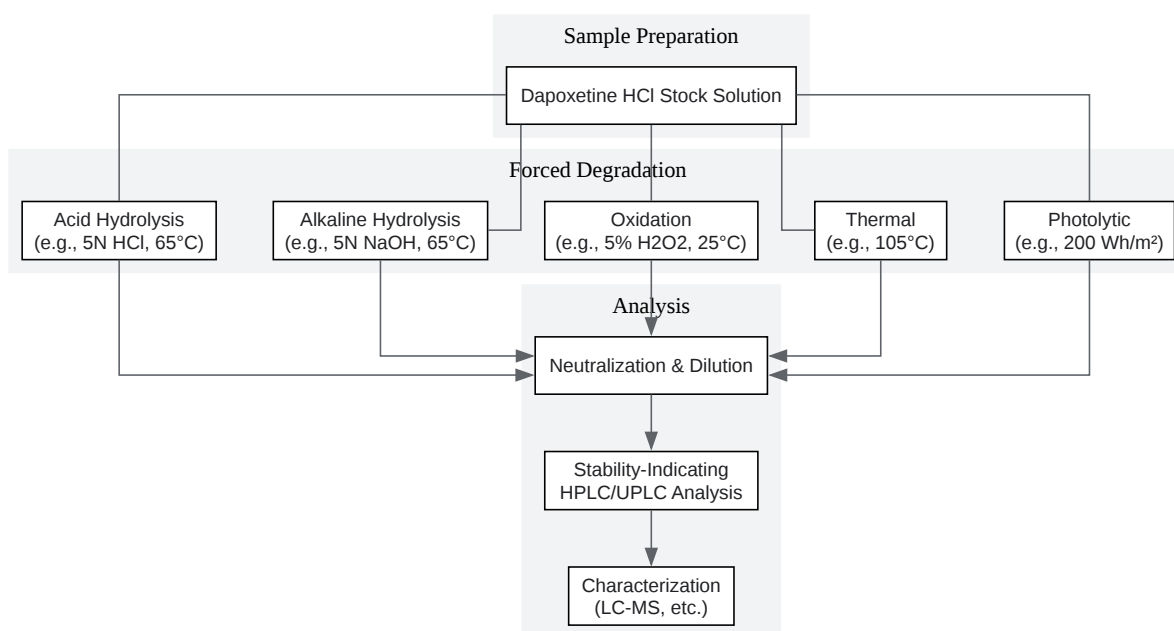 Sample Preparation
Dapoxetine HCl Stock Solution
Forced Degradation
Acid Hydrolysis
(e.g., 5N HCl, 65°C)
Alkaline Hydrolysis
(e.g., 5N NaOH, 65°C)
Oxidation
(e.g., 5% H2O2, 25°C)
Thermal
(e.g., 105°C)
Photolytic
(e.g., 200 Wh/m²)
Analysis
Neutralization & Dilution
Stability-Indicating
HPLC/UPLC Analysis
Characterization
(LC-MS, etc.)